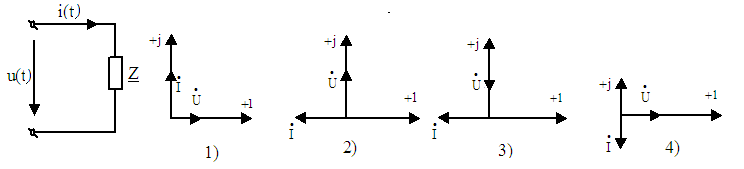 i(t)
u(t)
Z
+j
İ
U̇
+1
1)
+j
U̇
+1
İ
2)
+j
U̇
+1
İ
3)
+j
U̇
+1
İ
4)